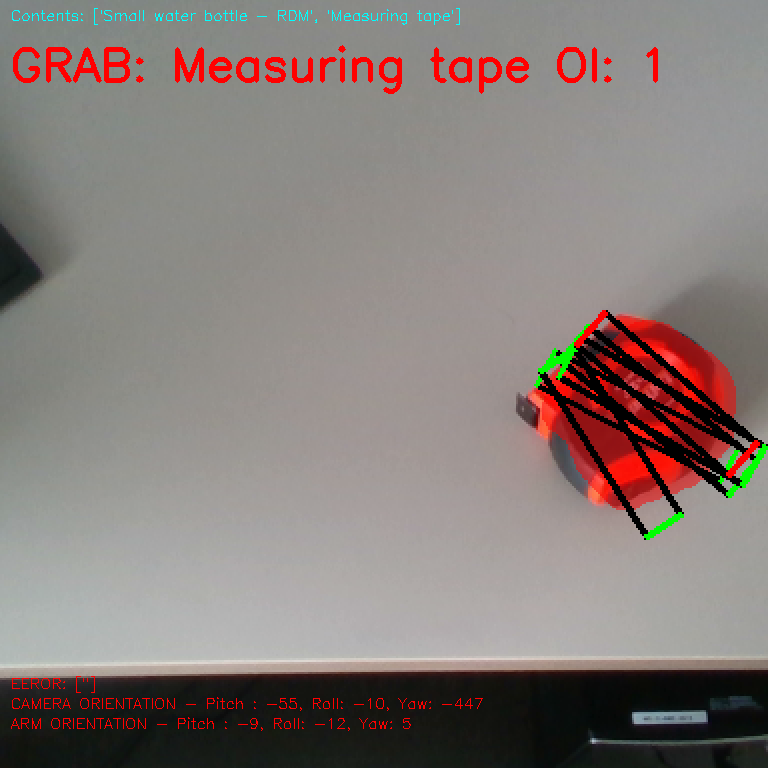 Contents: ['Small water bottle - RDM', 'Measuring tape']
GRAB: Measuring tape OI: 1
EEROR: ['']
CAMERA ORIENTATION - Pitch : -55, Roll: -10, Yaw: -447
ARM ORIENTATION - Pitch : -9, Roll: -12, Yaw: 5